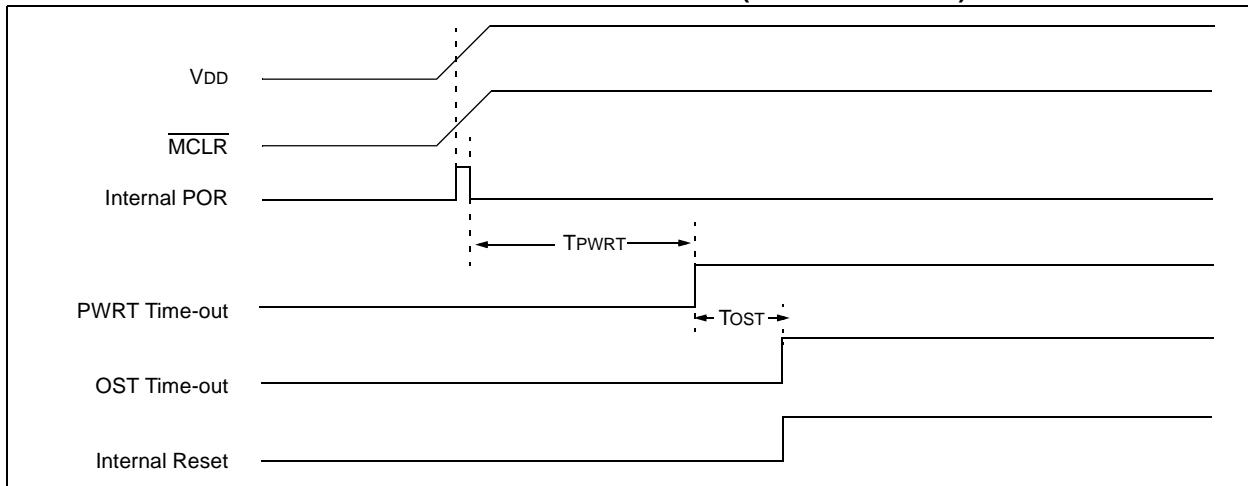 VDD
MCLR
Internal POR
TPWRT
PWRT Time-out
TOST
OST Time-out
Internal Reset